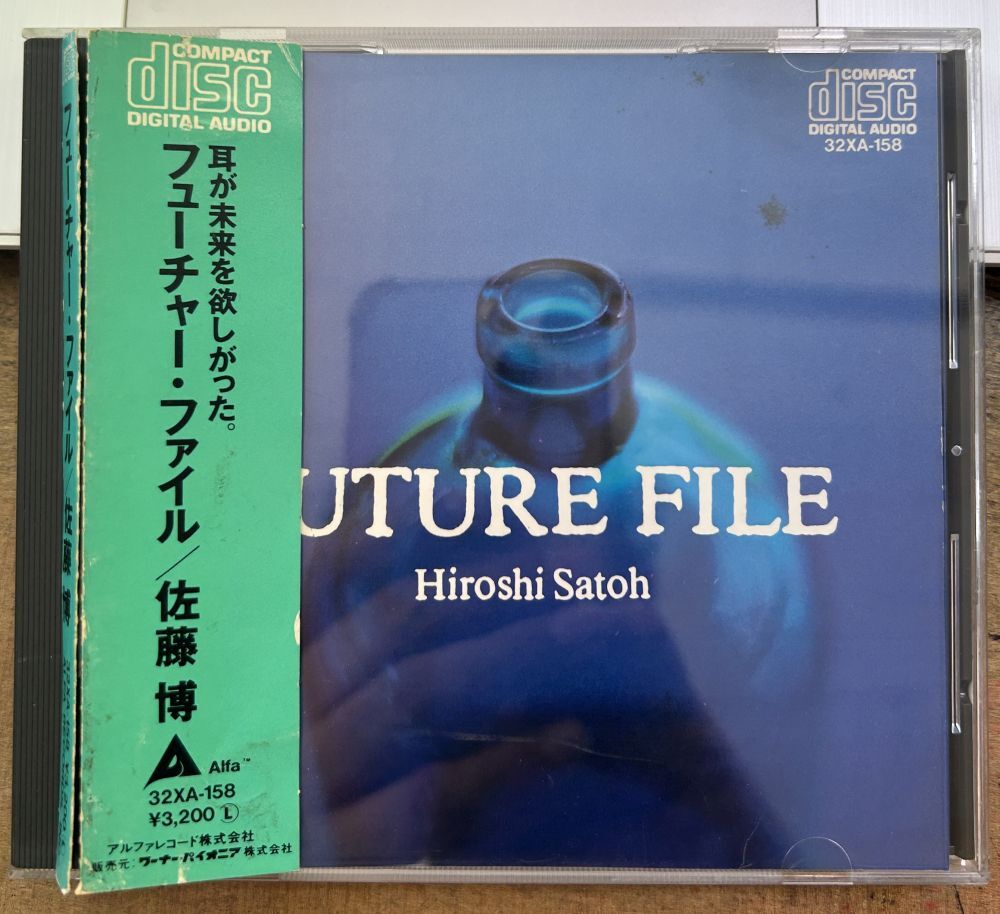 COMPACT
disc
DIGITAL AUDIO
耳が未来を欲しがった。
フューチャー・ファイル/佐藤 博
Alfa™
32XA-158
¥3,200 Ⓛ
アルファレコード株式会社
販売元:ワーナー・パイオニア株式会社
フューチャー・ファイル/佐藤 博
COMPACT
disc
DIGITAL AUDIO
32XA-158
UTURE FILE
Hiroshi Satoh